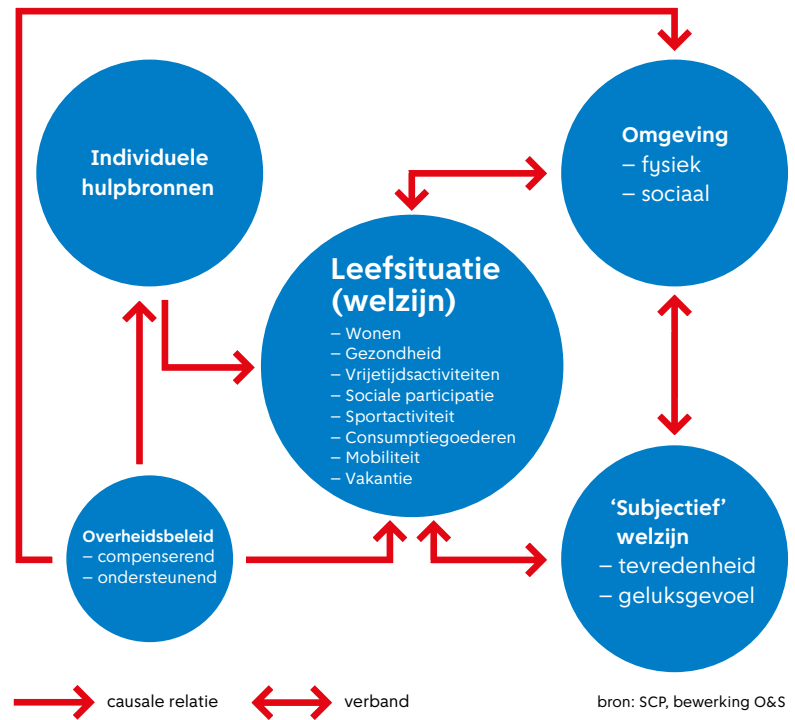 Individuele
hulpbronnen
Omgeving
– fysiek
– sociaal
Leefsituatie
(welzijn)
– Wonen
– Gezondheid
– Vrijetijdsactiviteiten
– Sociale participatie
– Sportactiviteit
– Consumptiegoederen
– Mobiliteit
– Vakantie
Overheidsbeleid
– compenserend
– ondersteunend
‘Subjectief’
welzijn
– tevredenheid
– geluksgevoel
causale relatie
verband
bron: SCP, bewerking O&S